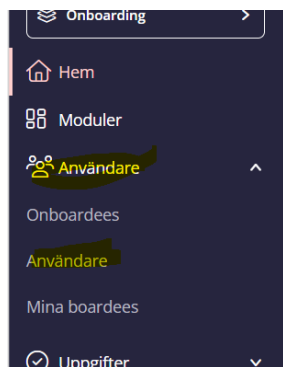 Onboarding
Hem
Moduler
Användare
Onboardees
Användare
Mina boardees
Uppgifter